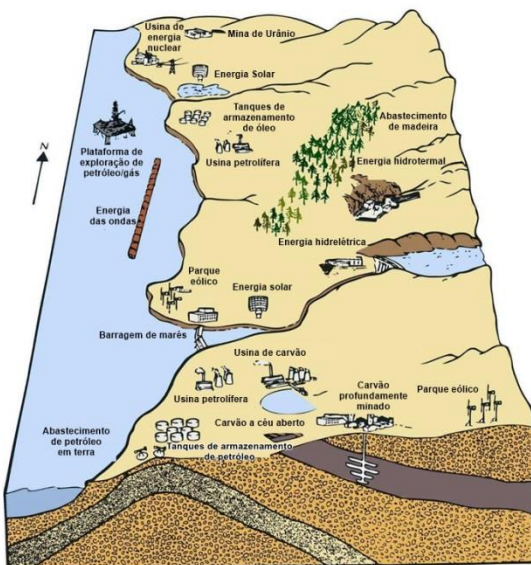 Usina de
energia
nuclear
Mina de Urânio
Energia Solar
Tanques de
armazenamento
de óleo
Abastecimento
de madeira
Plataforma de
exploração de
petróleo/gás
Usina petrolífera
Energia hidrotermal
N
Energia
das ondas
Energia hidrelétrica
Parque
eólico
Energia solar
Barragem de marés
Usina de carvão
Usina petrolífera
Carvão
profundamente
minado
Parque eólico
Abastecimento
de petróleo
em terra
Carvão a céu aberto
Tanques de armazenamento
de petróleo